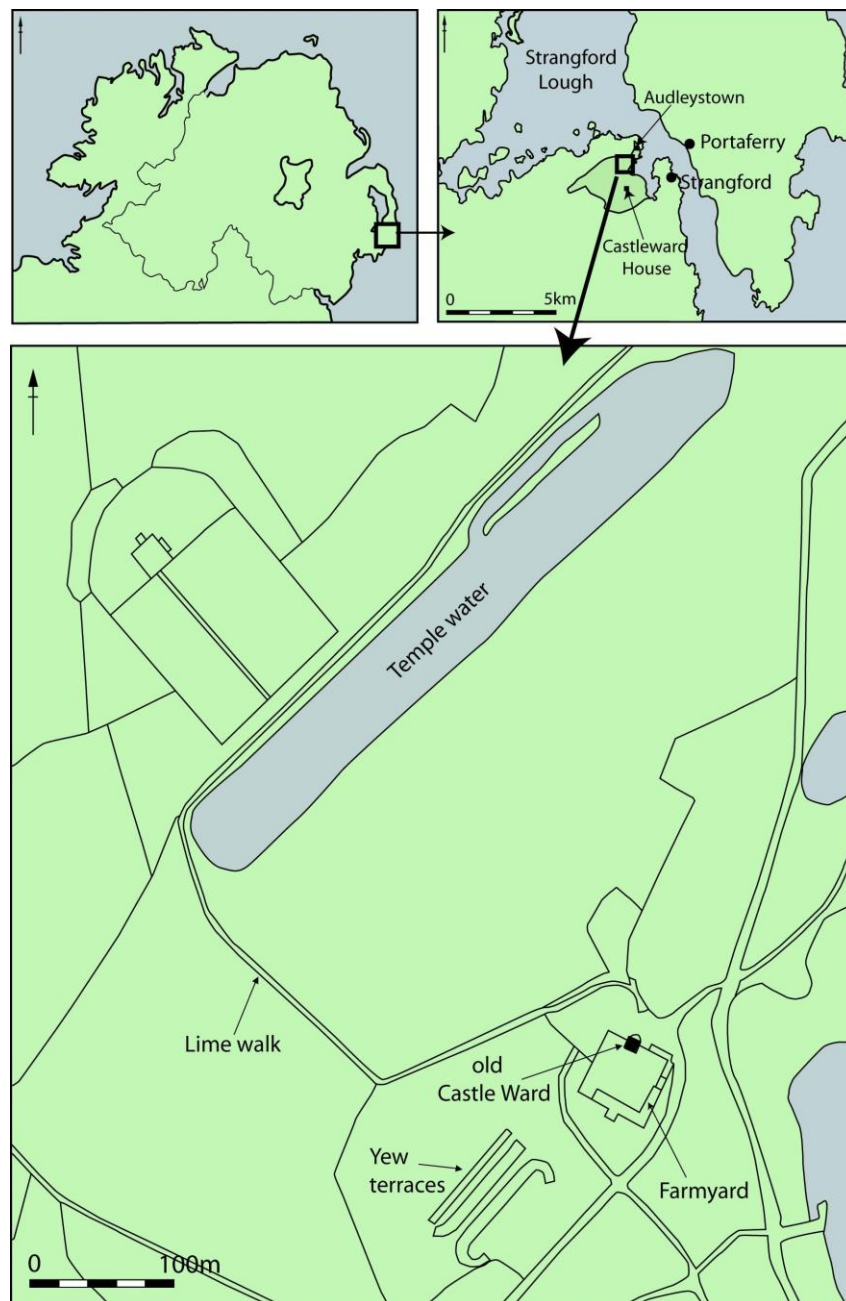 Strangford
Lough
Audleystown
Portaferry
Strangford
Castleward
House
0 5km
Temple water
Lime walk
old
Castle Ward
Yew
terraces
Farmyard
0 100m